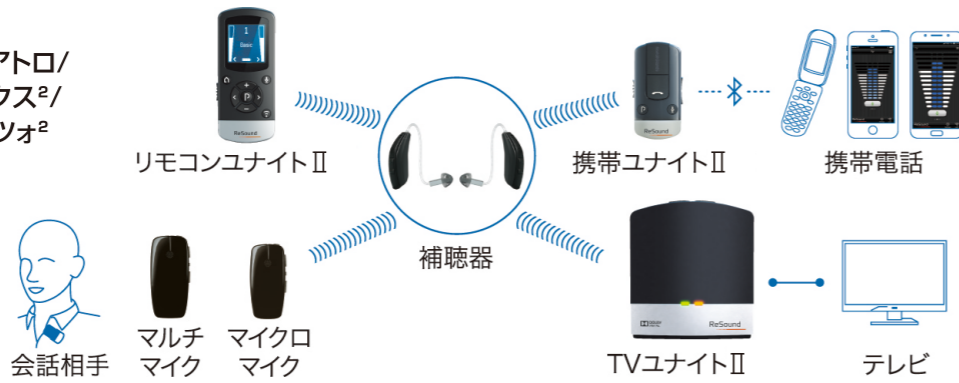 アトロ/
クス²/
ツォ²
1
Basic
ReSound
リモコンユナイトⅡ
ReSound
携帯ユナイトⅡ
携帯電話
補聴器
会話相手
マルチ
マイク
マイクロ
マイク
ReSound
TVユナイトⅡ
テレビ